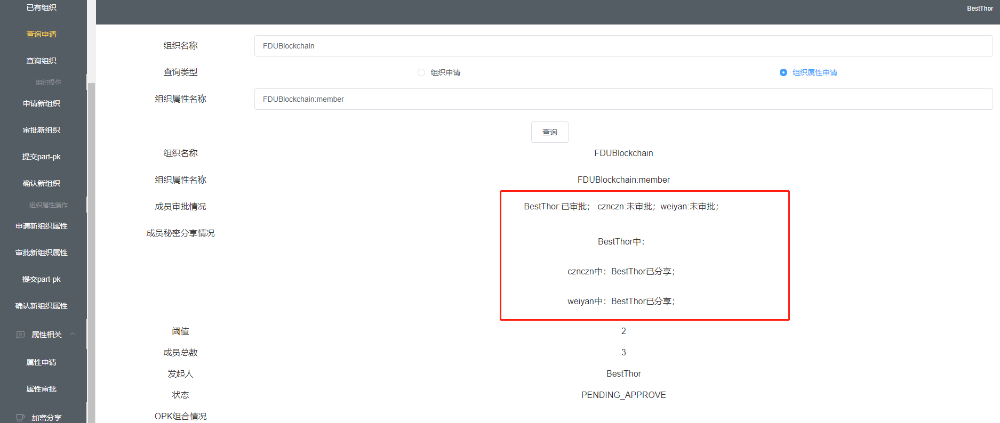 已有组织
查询申请
查询组织
组织操作
申请新组织
审批新组织
提交part-pk
确认新组织
组织属性操作
申请新组织属性
审批新组织属性
提交part-pk
确认新组织属性
属性相关
属性申请
属性审批
加密分享
BestThor
组织名称 FDUBlockchain
查询类型 组织申请 组织属性申请
组织属性名称 FDUBlockchain:member
查询
组织名称 FDUBlockchain
组织属性名称 FDUBlockchain:member
成员审批情况 BestThor:已审批； cznczn:未审批；weiyan:未审批；
成员秘密分享情况
BestThor中：
cznczn中：BestThor已分享；
weiyan中：BestThor已分享；
阈值 2
成员总数 3
发起人 BestThor
状态 PENDING_APPROVE
OPK组合情况